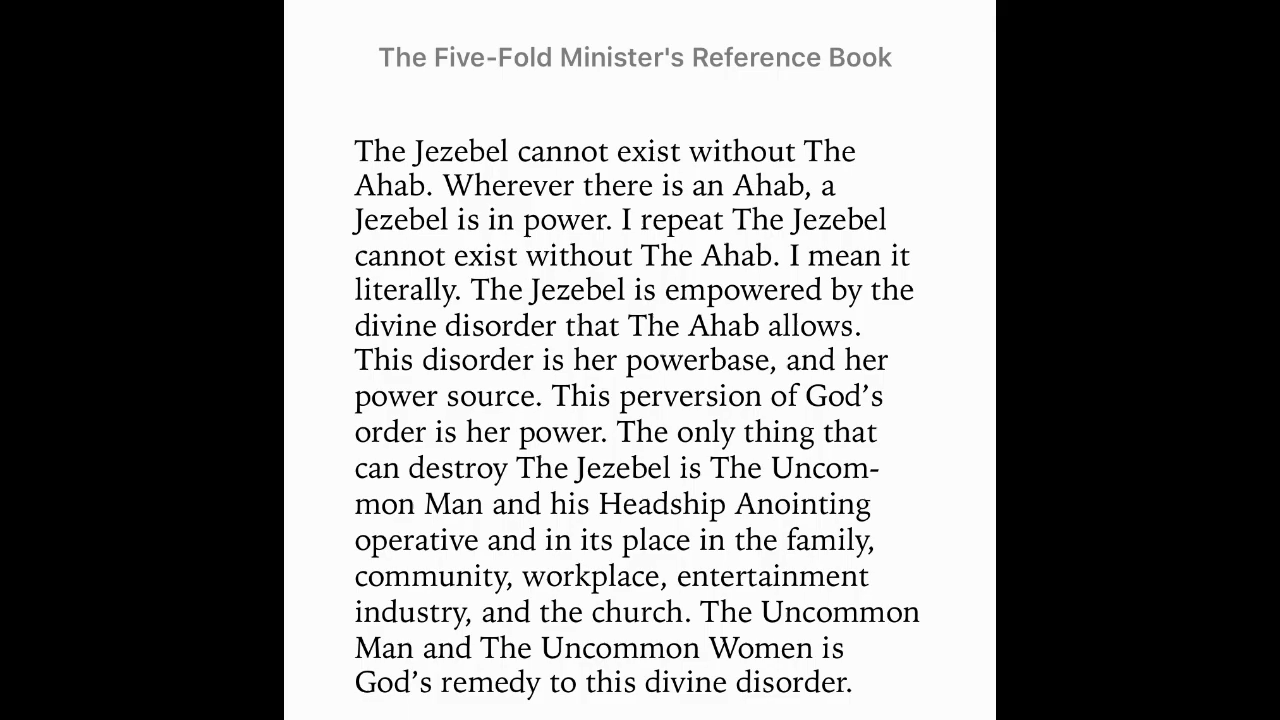 The Five-Fold Minister's Reference Book
The Jezebel cannot exist without The
Ahab. Wherever there is an Ahab, a
Jezebel is in power. I repeat The Jezebel
cannot exist without The Ahab. I mean it
literally. The Jezebel is empowered by the
divine disorder that The Ahab allows.
This disorder is her powerbase, and her
power source. This perversion of God’s
order is her power. The only thing that
can destroy The Jezebel is The Uncom-
mon Man and his Headship Anointing
operative and in its place in the family,
community, workplace, entertainment
industry, and the church. The Uncommon
Man and The Uncommon Women is
God’s remedy to this divine disorder.